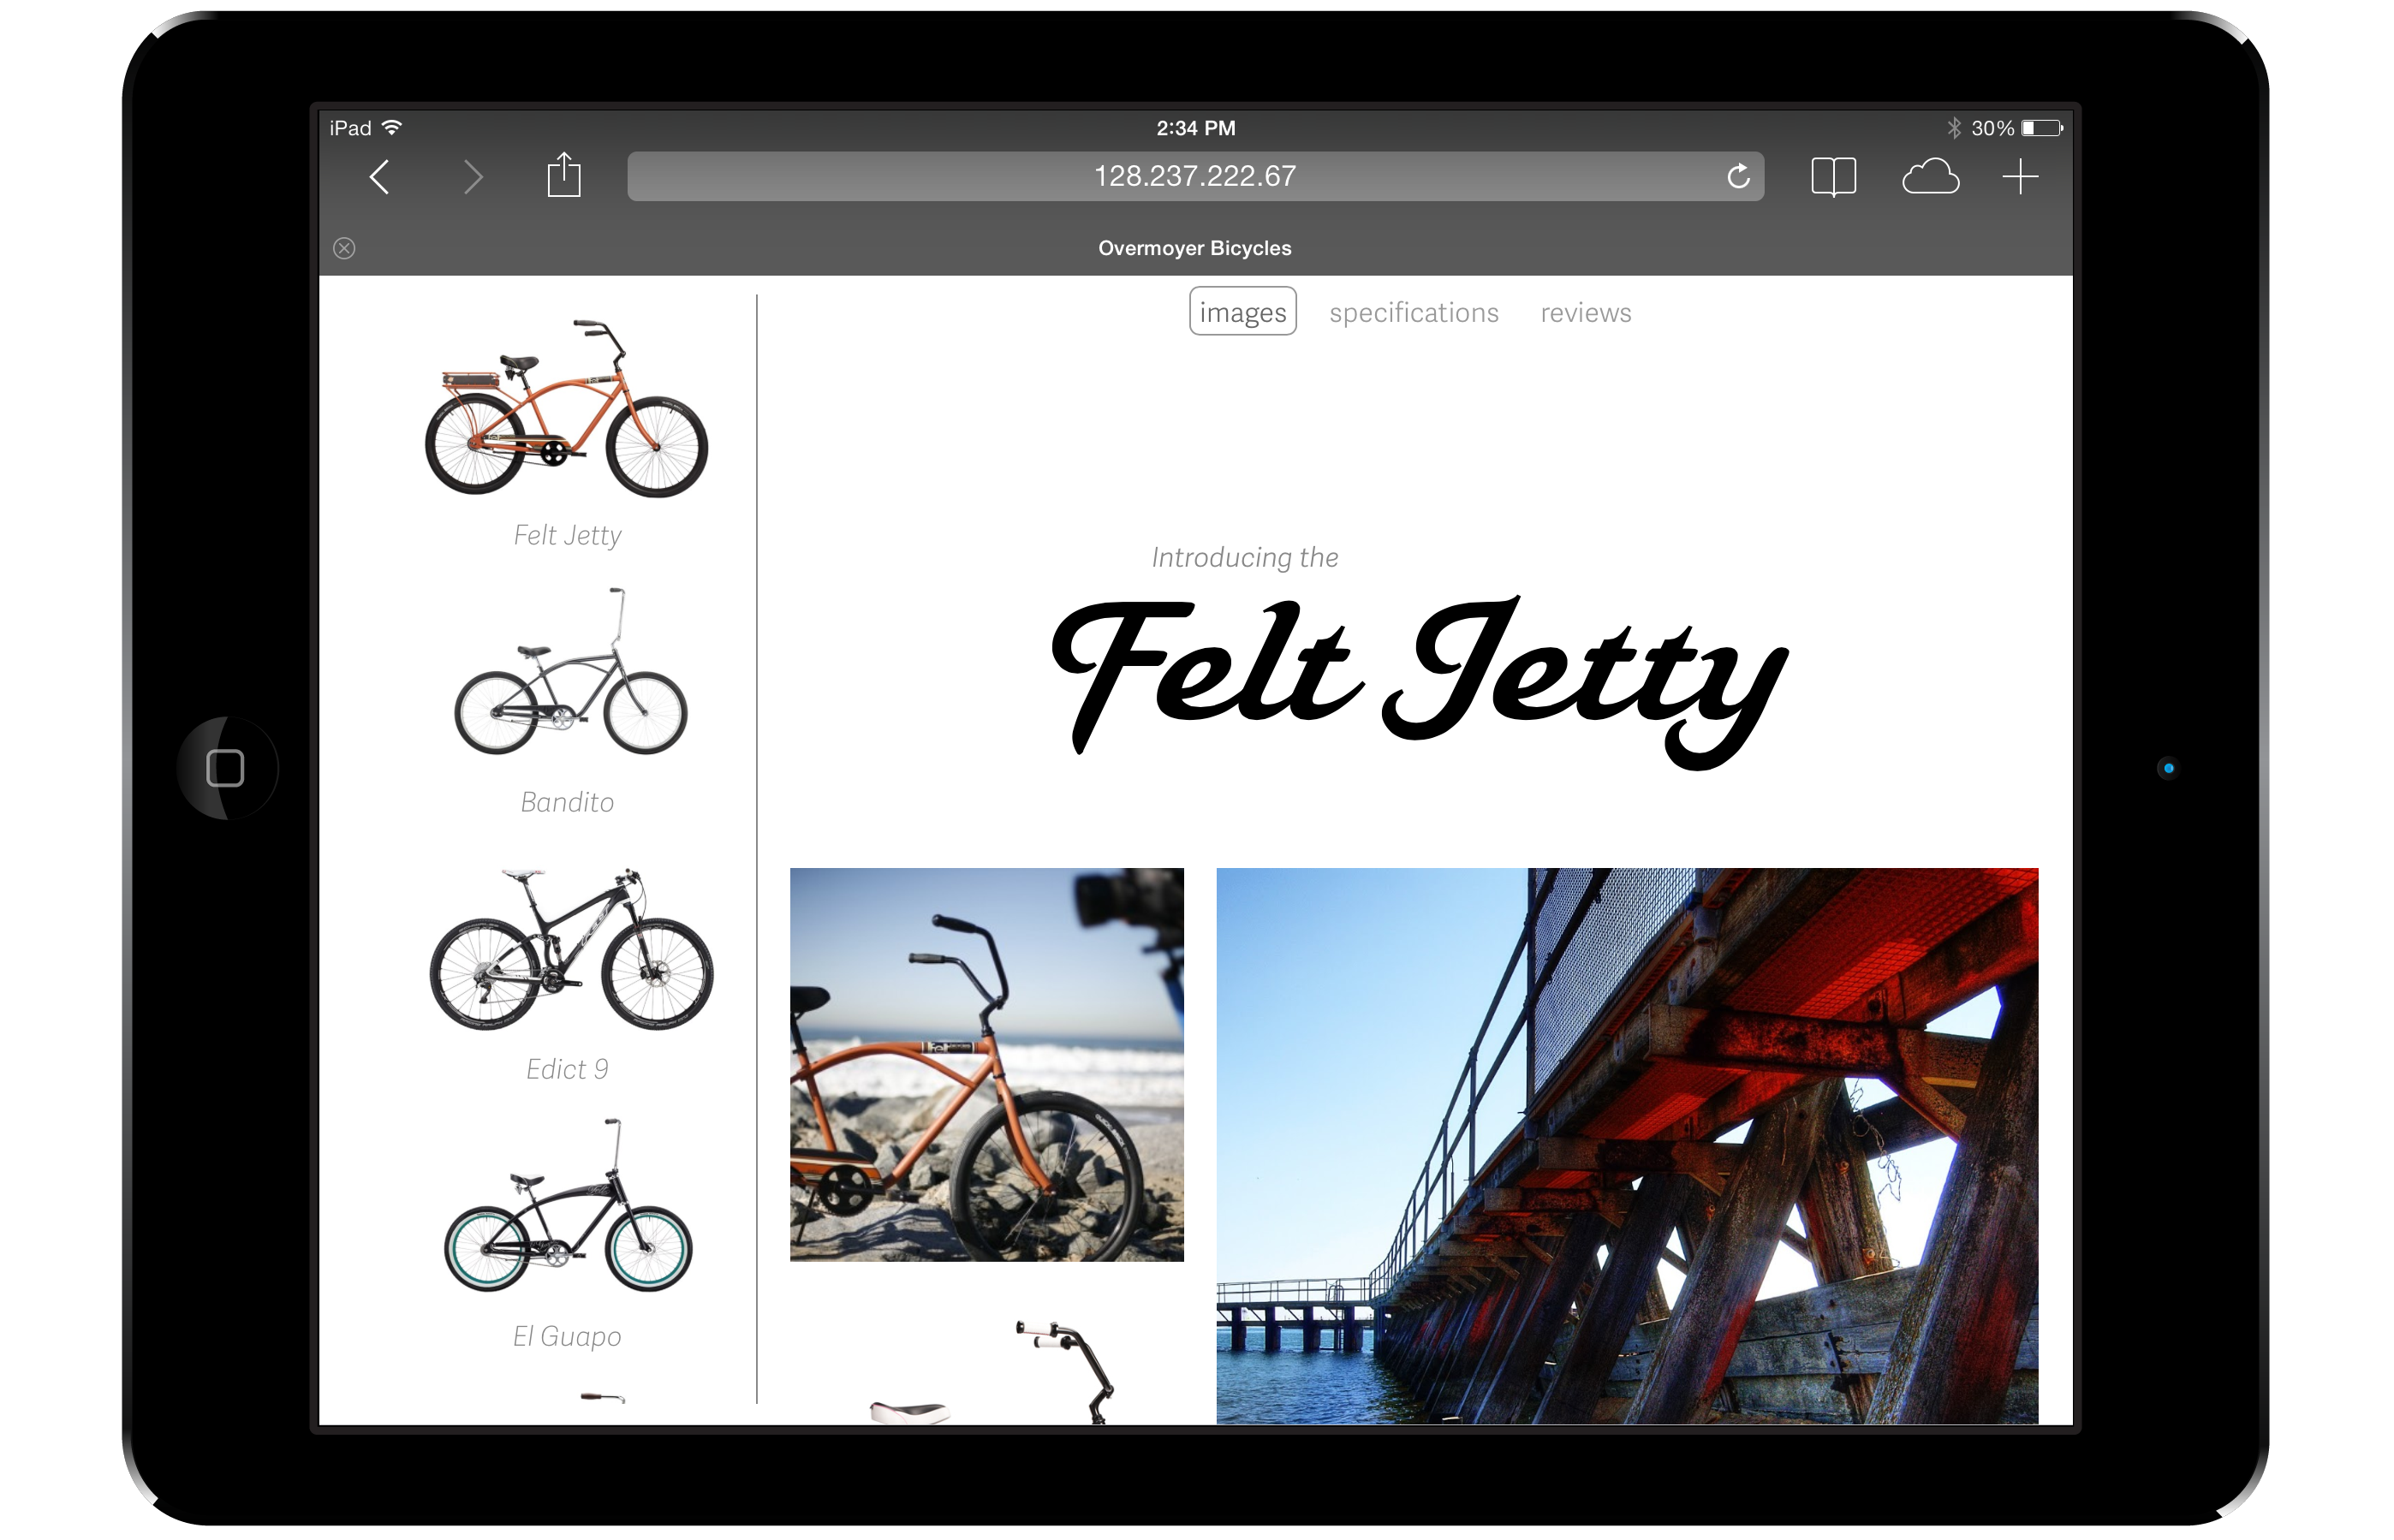 iPad
2:34 PM
30%
128.237.222.67
Overmoyer Bicycles
images specifications reviews
Felt Jetty
Bandito
Edict 9
El Guapo
Introducing the
Felt Jetty
felt